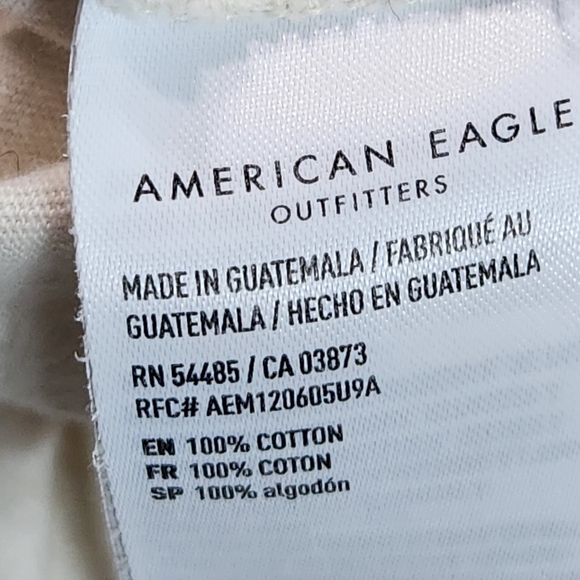 AMERICAN EAGLE
OUTFITTERS
MADE IN GUATEMALA / FABRIQUÉ AU
GUATEMALA / HECHO EN GUATEMALA
RN 54485 / CA 03873
RFC# AEM120605U9A
EN 100% COTTON
FR 100% COTON
SP 100% algodón